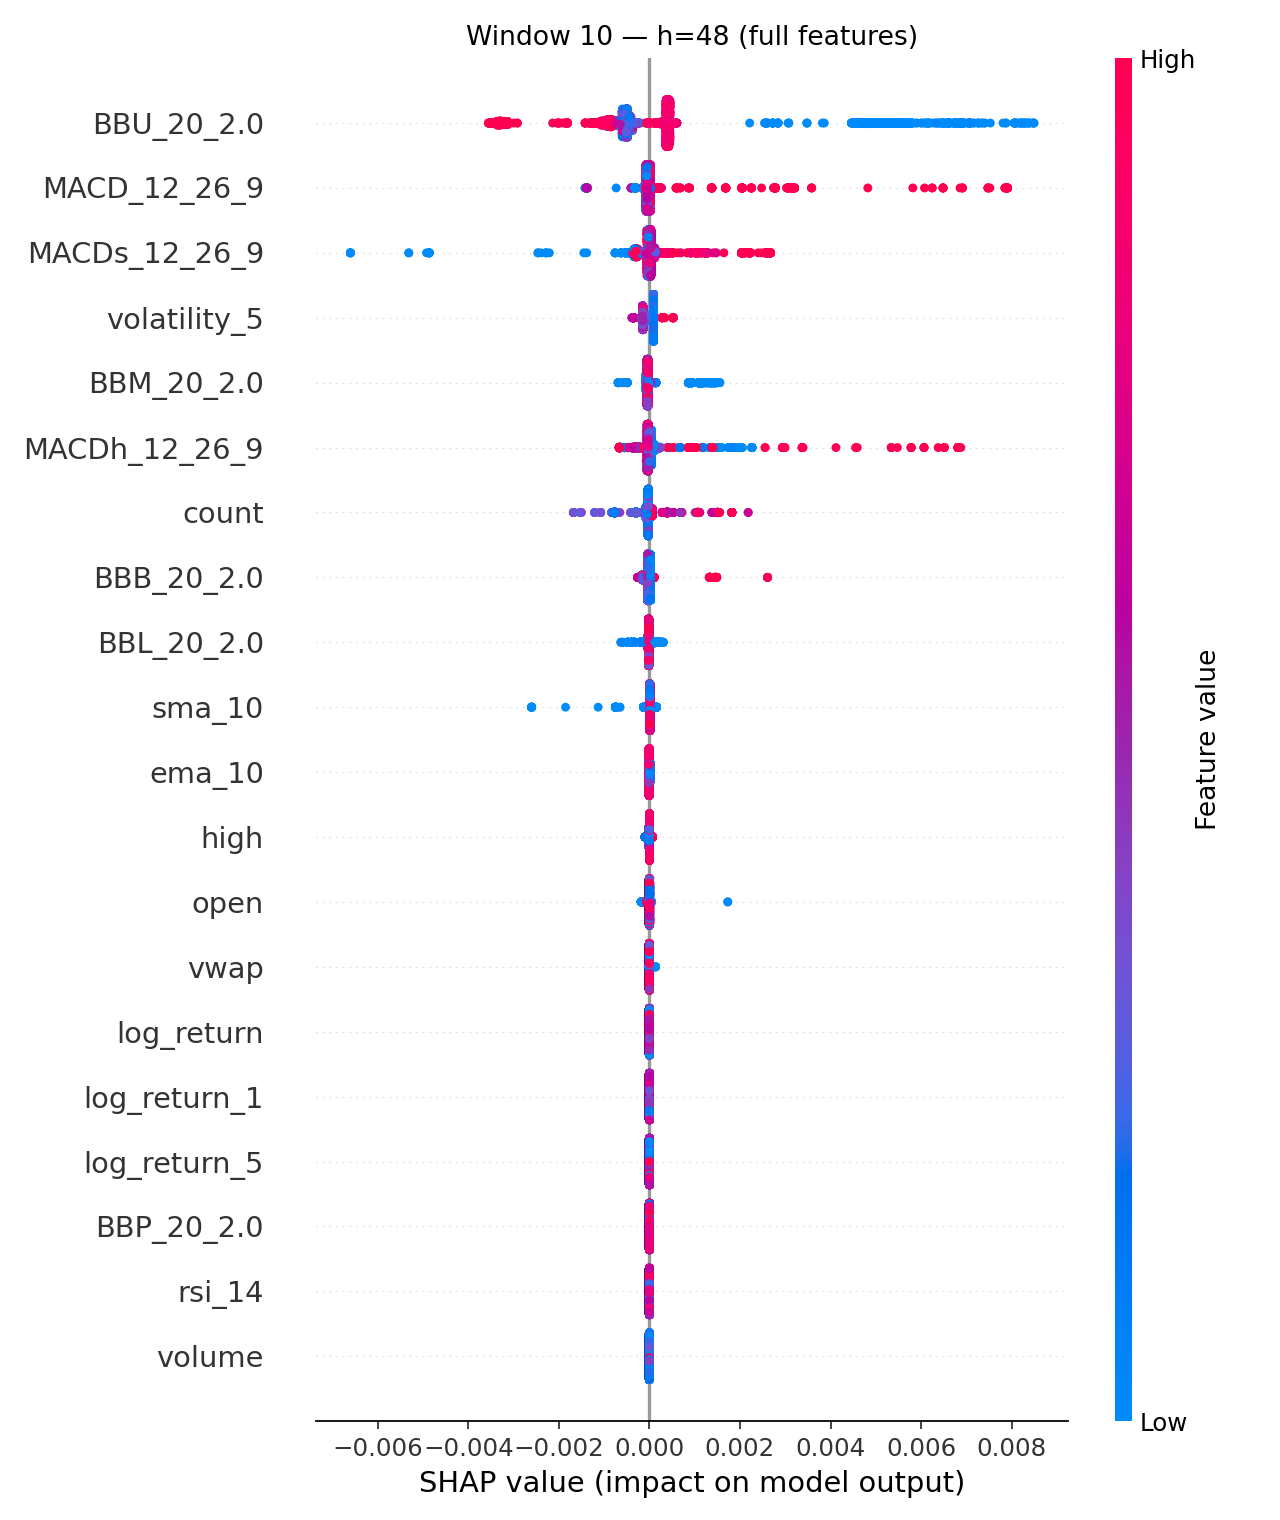 Window 10 — h=48 (full features)
High
BBU_20_2.0
MACD_12_26_9
MACDs_12_26_9
volatility_5
BBM_20_2.0
MACDh_12_26_9
count
BBB_20_2.0
BBL_20_2.0
sma_10
ema_10
high
open
vwap
log_return
log_return_1
log_return_5
BBP_20_2.0
rsi_14
volume
Feature value
Low
−0.006 −0.004 −0.002 0.000 0.002 0.004 0.006 0.008
SHAP value (impact on model output)